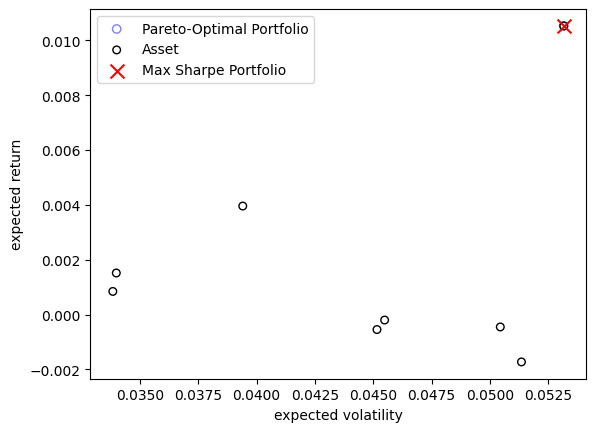 Pareto-Optimal Portfolio
Asset
Max Sharpe Portfolio
0.010
0.008
0.006
0.004
0.002
0.000
−0.002
expected return
0.0350 0.0375 0.0400 0.0425 0.0450 0.0475 0.0500 0.0525
expected volatility